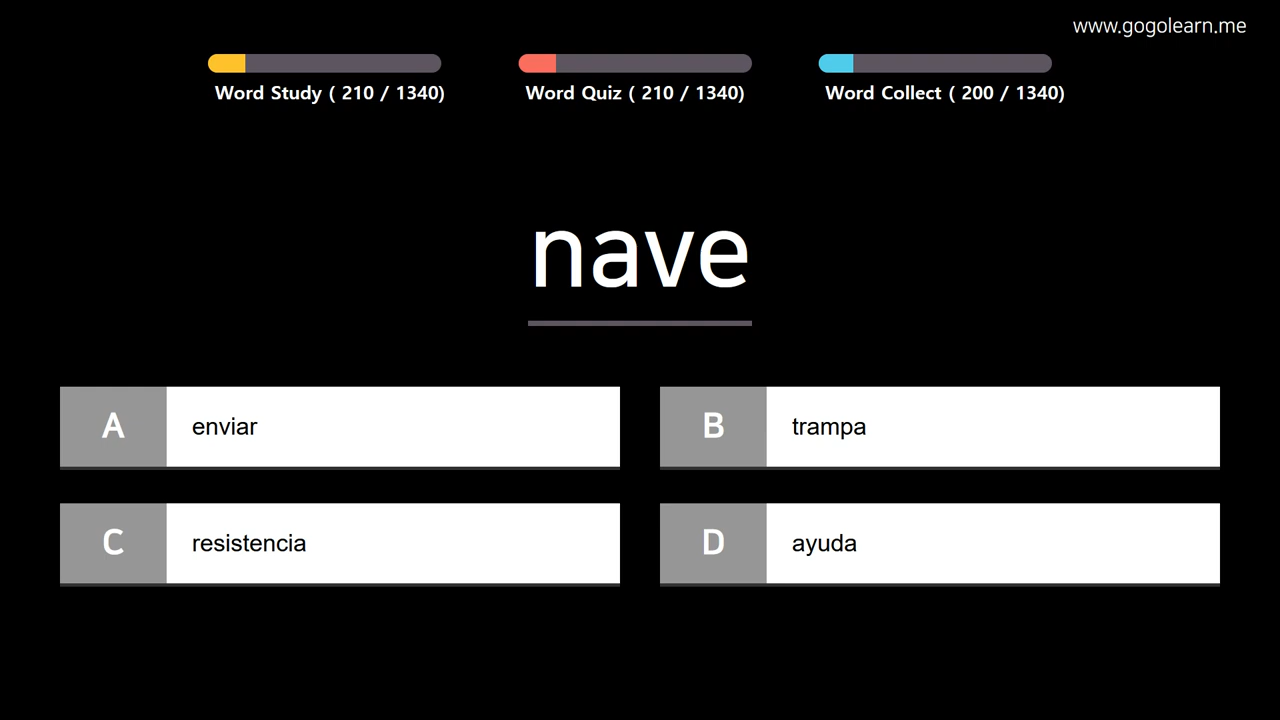 www.gogolearn.me
Word Study ( 210 / 1340)
Word Quiz ( 210 / 1340)
Word Collect ( 200 / 1340)
nave
A enviar
B trampa
C resistencia
D ayuda